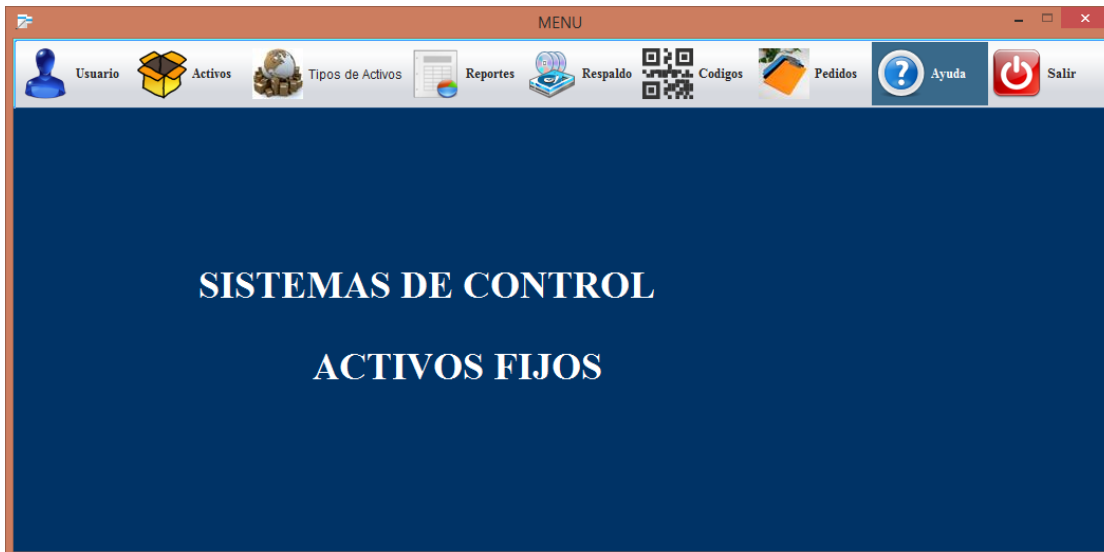 MENU
Usuario Activos Tipos de Activos Reportes Respaldo Codigos Pedidos Ayuda Salir
SISTEMAS DE CONTROL
ACTIVOS FIJOS